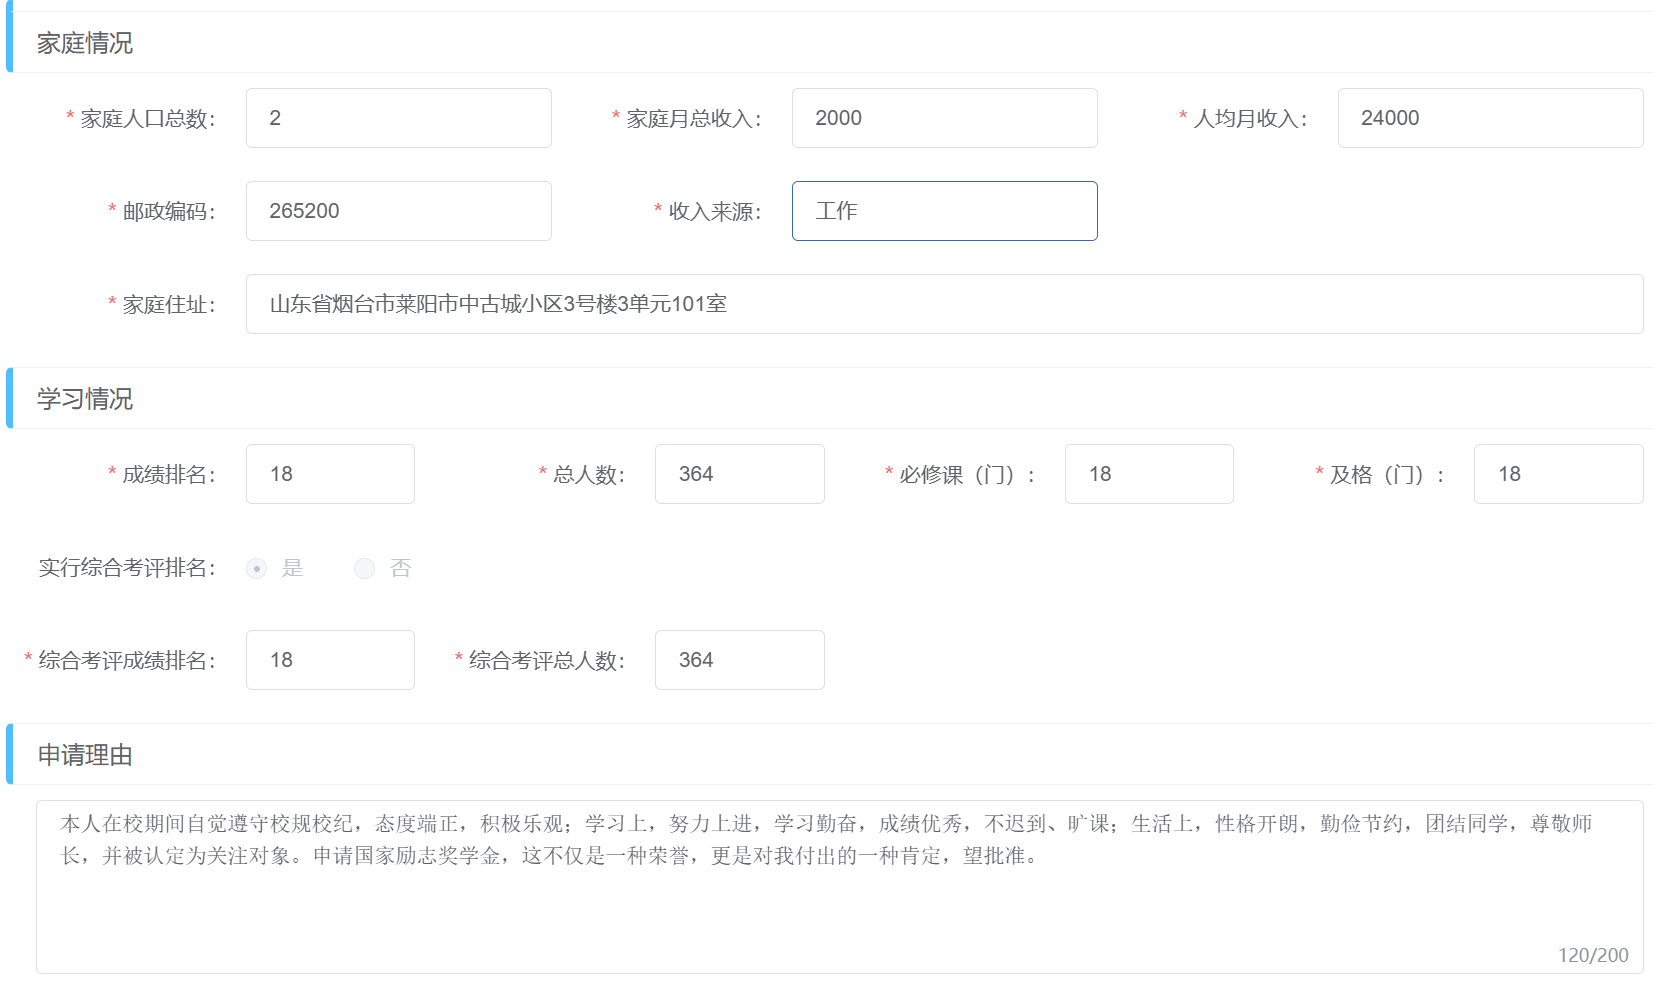 家庭情况
* 家庭人口总数： 2 * 家庭月总收入： 2000 * 人均月收入： 24000
* 邮政编码： 265200 * 收入来源： 工作
* 家庭住址： 山东省烟台市莱阳市中古城小区3号楼3单元101室
学习情况
* 成绩排名： 18 * 总人数： 364 * 必修课（门）： 18 * 及格（门）： 18
实行综合考评排名： 是 否
* 综合考评成绩排名： 18 * 综合考评总人数： 364
申请理由
本人在校期间自觉遵守校规校纪，态度端正，积极乐观；学习上，努力上进，学习勤奋，成绩优秀，不迟到、旷课；生活上，性格开朗，勤俭节约，团结同学，尊敬师
长，并被认定为关注对象。申请国家励志奖学金，这不仅是一种荣誉，更是对我付出的一种肯定，望批准。
120/200